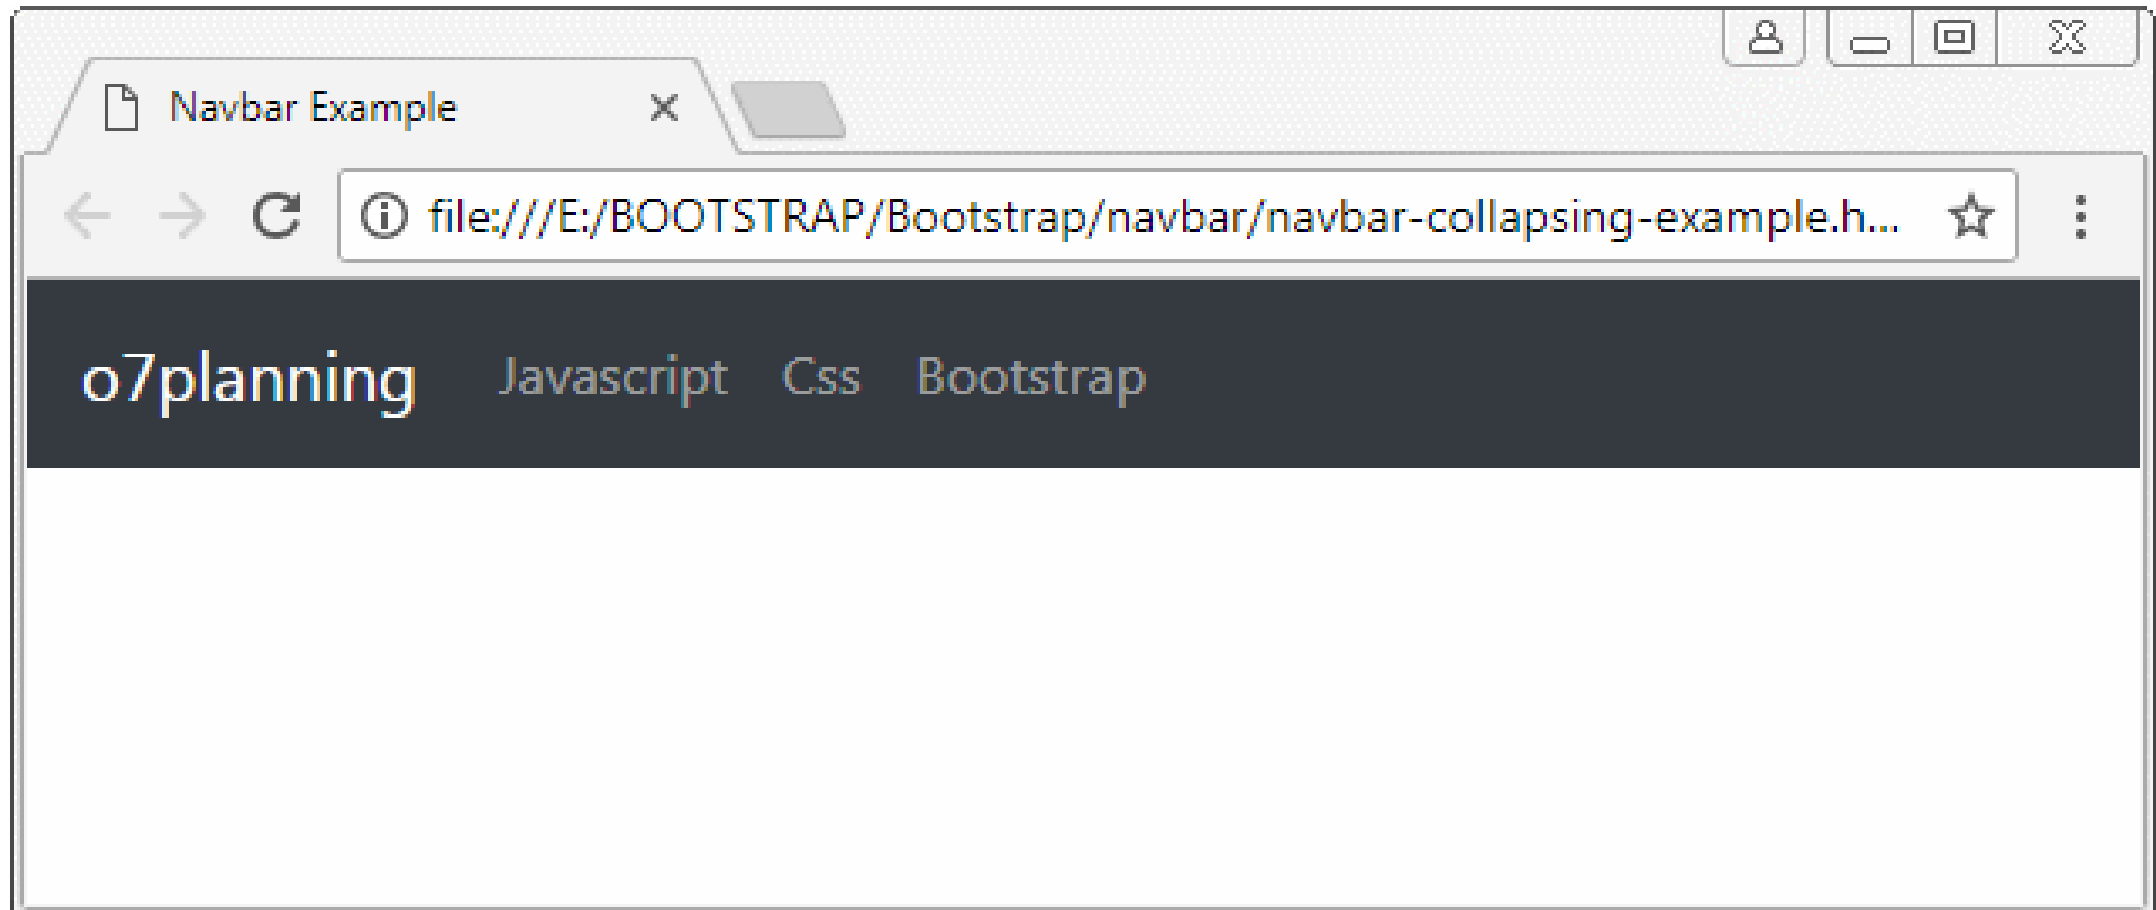 Navbar Example
file:///E:/BOOTSTRAP/Bootstrap/navbar/navbar-collapsing-example.h...
o7planning Javascript Css Bootstrap